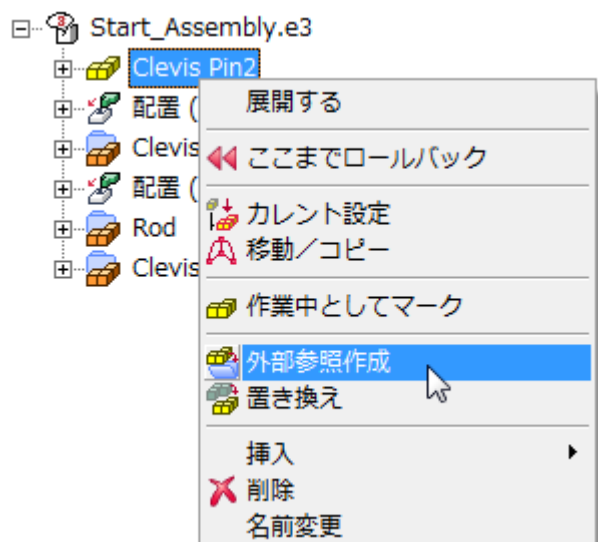 Start_Assembly.e3
Clevis Pin2
展開する
配置 (
Clevis
ここまでロールバック
配置 (
カレント設定
Rod
移動／コピー
Clevis
作業中としてマーク
外部参照作成
置き換え
挿入
削除
名前変更